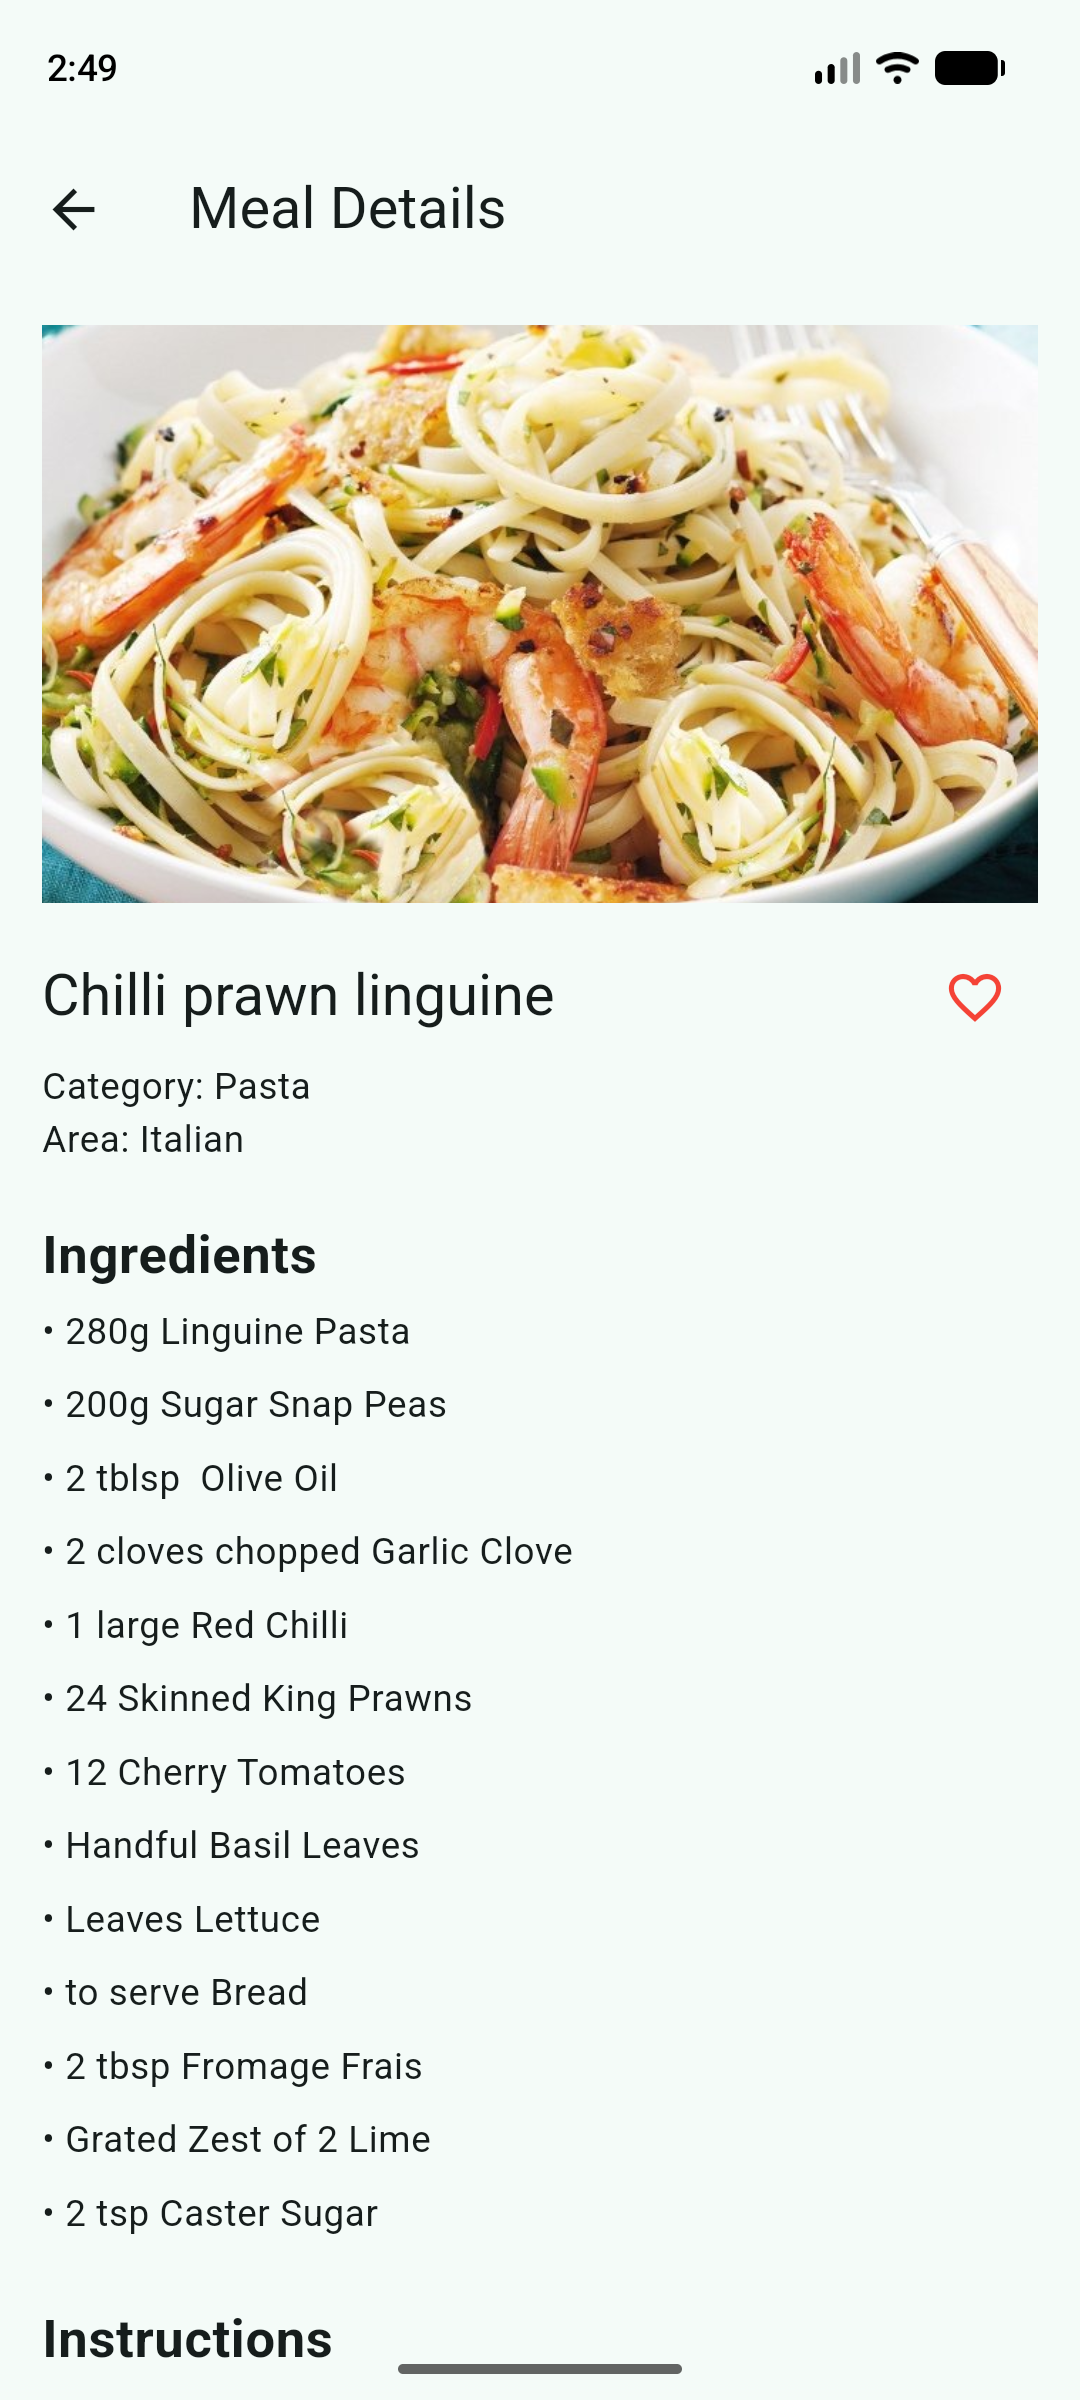 2:49
Meal Details
Chilli prawn linguine
Category: Pasta
Area: Italian
Ingredients
• 280g Linguine Pasta
• 200g Sugar Snap Peas
• 2 tblsp  Olive Oil
• 2 cloves chopped Garlic Clove
• 1 large Red Chilli
• 24 Skinned King Prawns
• 12 Cherry Tomatoes
• Handful Basil Leaves
• Leaves Lettuce
• to serve Bread
• 2 tbsp Fromage Frais
• Grated Zest of 2 Lime
• 2 tsp Caster Sugar
Instructions